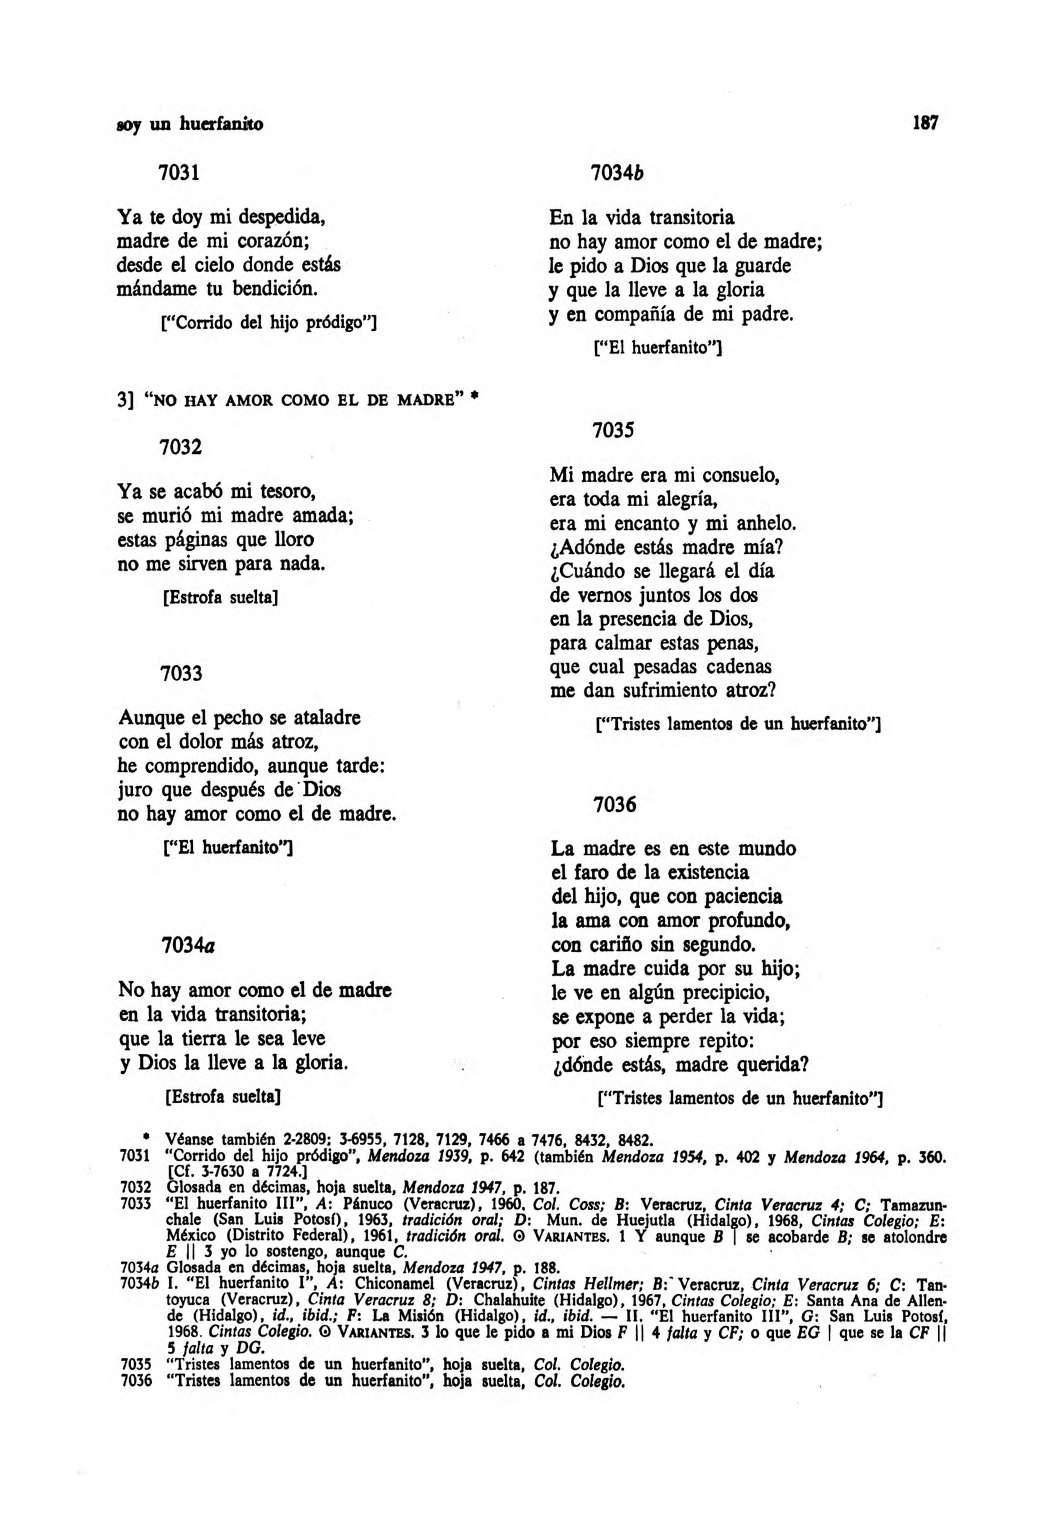 soy un huerfanito
187
7031
Ya te doy mi despedida,
madre de mi corazón;
desde el cielo donde estás
mándame tu bendición.
["Corrido del hijo pródigo"]
3] "NO HAY AMOR COMO EL DE MADRE" *
7032
Ya se acabó mi tesoro,
se murió mi madre amada;
estas páginas que lloro
no me sirven para nada.
[Estrofa suelta]
7033
Aunque el pecho se ataladre
con el dolor más atroz,
he comprendido, aunque tarde:
juro que después de Dios
no hay amor como el de madre.
["El huerfanito"]
7034a
No hay amor como el de madre
en la vida transitoria;
que la tierra le sea leve
y Dios la lleve a la gloria.
[Estrofa suelta]
7034b
En la vida transitoria
no hay amor como el de madre;
le pido a Dios que la guarde
y que la lleve a la gloria
y en compañía de mi padre.
["El huerfanito"]
7035
Mi madre era mi consuelo,
era toda mi alegría,
era mi encanto y mi anhelo.
¿Adónde estás madre mía?
¿Cuándo se llegará el día
de vernos juntos los dos
en la presencia de Dios,
para calmar estas penas,
que cual pesadas cadenas
me dan sufrimiento atroz?
["Tristes lamentos de un huerfanito"]
7036
La madre es en este mundo
el faro de la existencia
del hijo, que con paciencia
la ama con amor profundo,
con cariño sin segundo.
La madre cuida por su hijo;
le ve en algún precipicio,
se expone a perder la vida;
por eso siempre repito:
¿dónde estás, madre querida?
["Tristes lamentos de un huerfanito"]
* Véanse también 2-2809; 3-6955, 7128, 7129, 7466 a 7476, 8432, 8482.
7031 "Corrido del hijo pródigo", Mendoza 1939, p. 642 (también Mendoza 1954, p. 402 y Mendoza 1964, p. 360.
[Cf. 3-7630 a 7724.]
7032 Glosada en décimas, hoja suelta, Mendoza 1947, p. 187.
7033 "El huerfanito III", A: Pánuco (Veracruz), 1960, Col. Coss; B: Veracruz, Cinta Veracruz 4; C; Tamazun-
chale (San Luis Potosí), 1963, tradición oral; D: Mun. de Huejutla (Hidalgo), 1968, Cintas Colegio; E:
México (Distrito Federal), 1961, tradición oral. ⊙ VARIANTES. 1 Y aunque B | se acobarde B; se atolondre
E || 3 yo lo sostengo, aunque C.
7034a Glosada en décimas, hoja suelta, Mendoza 1947, p. 188.
7034b I. "El huerfanito I", A: Chiconamel (Veracruz), Cintas Hellmer; B: Veracruz, Cinta Veracruz 6; C: Tan-
toyuca (Veracruz), Cinta Veracruz 8; D: Chalahuite (Hidalgo), 1967, Cintas Colegio; E: Santa Ana de Allen-
de (Hidalgo), id., ibid.; F: La Misión (Hidalgo), id., ibid. — II. "El huerfanito III", G: San Luis Potosí,
1968. Cintas Colegio. ⊙ VARIANTES. 3 lo que le pido a mi Dios F || 4 falta y CF; o que EG | que se la CF ||
5 falta y DG.
7035 "Tristes lamentos de un huerfanito", hoja suelta, Col. Colegio.
7036 "Tristes lamentos de un huerfanito", hoja suelta, Col. Colegio.